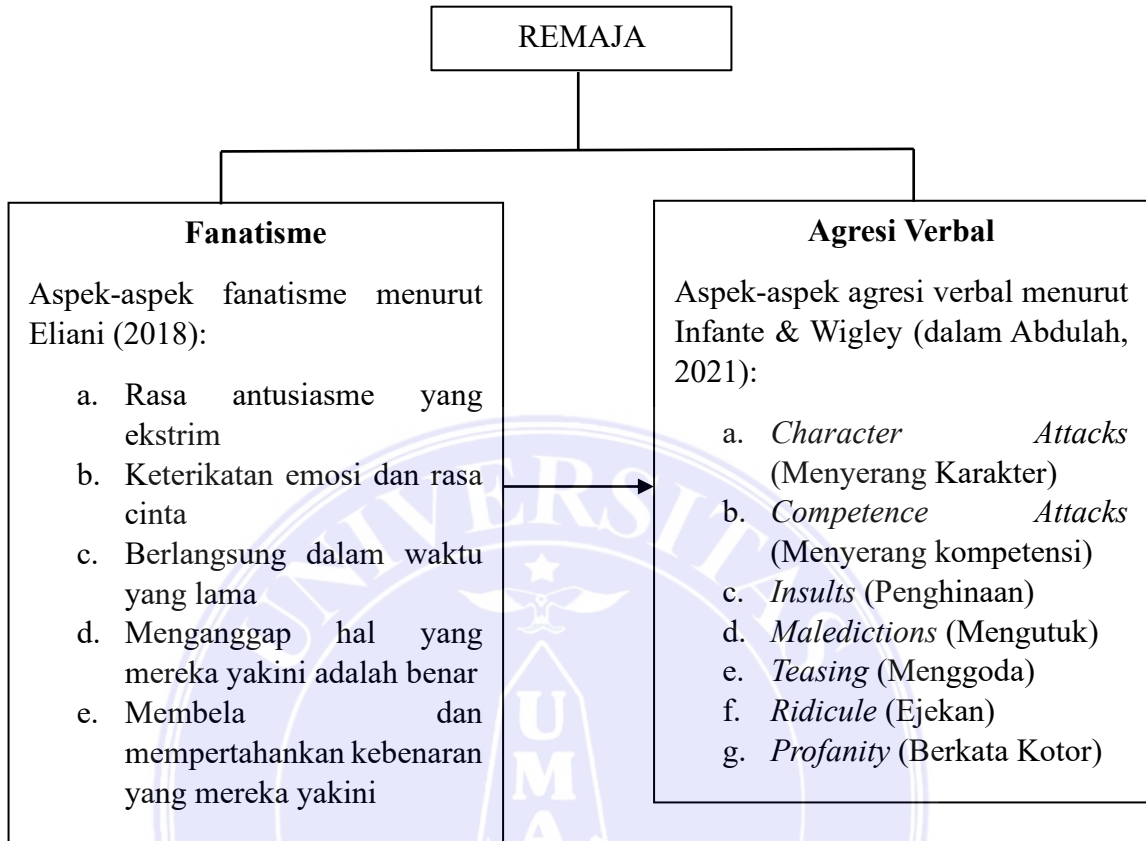 REMAJA
Fanatisme
Aspek-aspek fanatisme menurut
Eliani (2018):
a. Rasa antusiasme yang
ekstrim
b. Keterikatan emosi dan rasa
cinta
c. Berlangsung dalam waktu
yang lama
d. Menganggap hal yang
mereka yakini adalah benar
e. Membela dan
mempertahankan kebenaran
yang mereka yakini
Agresi Verbal
Aspek-aspek agresi verbal menurut
Infante & Wigley (dalam Abdulah,
2021):
a. Character Attacks
(Menyerang Karakter)
b. Competence Attacks
(Menyerang kompetensi)
c. Insults (Penghinaan)
d. Maledictions (Mengutuk)
e. Teasing (Menggoda)
f. Ridicule (Ejekan)
g. Profanity (Berkata Kotor)
UNIVERSITAS
UMA